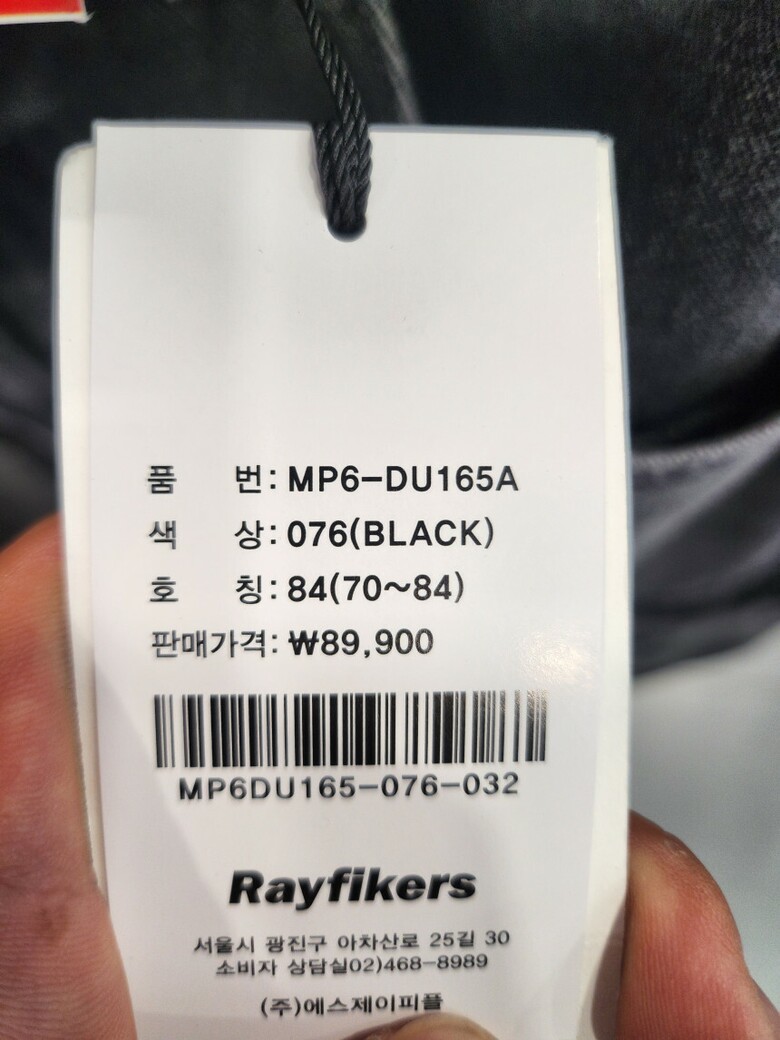 품 번: MP6-DU165A
색 상: 076(BLACK)
호 칭: 84(70~84)
판매가격: ₩89,900
MP6DU165-076-032
Rayfikers
서울시 광진구 아차산로 25길 30
소비자 상담실02)468-8989
(주)에스제이피플